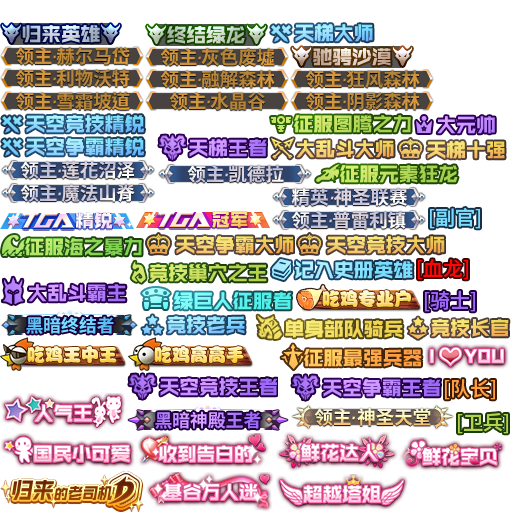 归来英雄 终结绿龙 天梯大师
领主·赫尔马岱 领主·灰色废墟 驰骋沙漠
领主·利物沃特 领主·融解森林 领主·狂风森林
领主·雪霜坡道 领主·水晶谷 领主·阴影森林
天空竞技精锐 征服图腾之力 大元帅
天空争霸精锐 天梯王者 大乱斗大师 天梯十强
领主·莲花沼泽 领主·凯德拉 征服元素狂龙
领主·魔法山脊 精英·神圣联赛
TGA精锐 TGA冠军 领主·普雷利镇 [副官]
征服海之暴力 天空争霸大师 天空竞技大师
竞技巢穴之王 记入史册英雄 [血龙]
大乱斗霸主 绿巨人征服者 吃鸡专业户 [骑士]
黑暗终结者 竞技老兵 单身部队骑兵 竞技长官
吃鸡王中王 吃鸡高高手 征服最强兵器 I YOU
天空竞技王者 天空争霸王者 [队长]
人气王 黑暗神殿王者 领主·神圣天堂 [卫兵]
国民小可爱 收到告白的 鲜花达人 鲜花宝贝
归来的老司机 基谷万人迷 超越塔姐